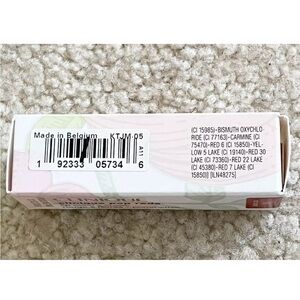 Made in Belgium KTJM-05
A11
1 92333 05734 6
(CI 15985)•BISMUTH OXYCHLO
RIDE (CI 77163)•CARMINE (CI
75470)•RED 6 (CI 15850)•YEL-
LOW 5 LAKE (CI 19140)•RED 30
LAKE (CI 73360)•RED 22 LAKE
(CI 45380)•RED 7 LAKE (CI
15850)] [ILN49275]